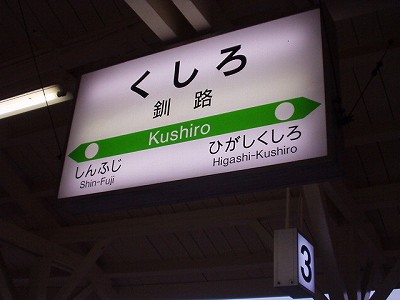 くしろ
釧路
Kushiro
しんふじ
Shin-Fuji
ひがしくしろ
Higashi-Kushiro
3